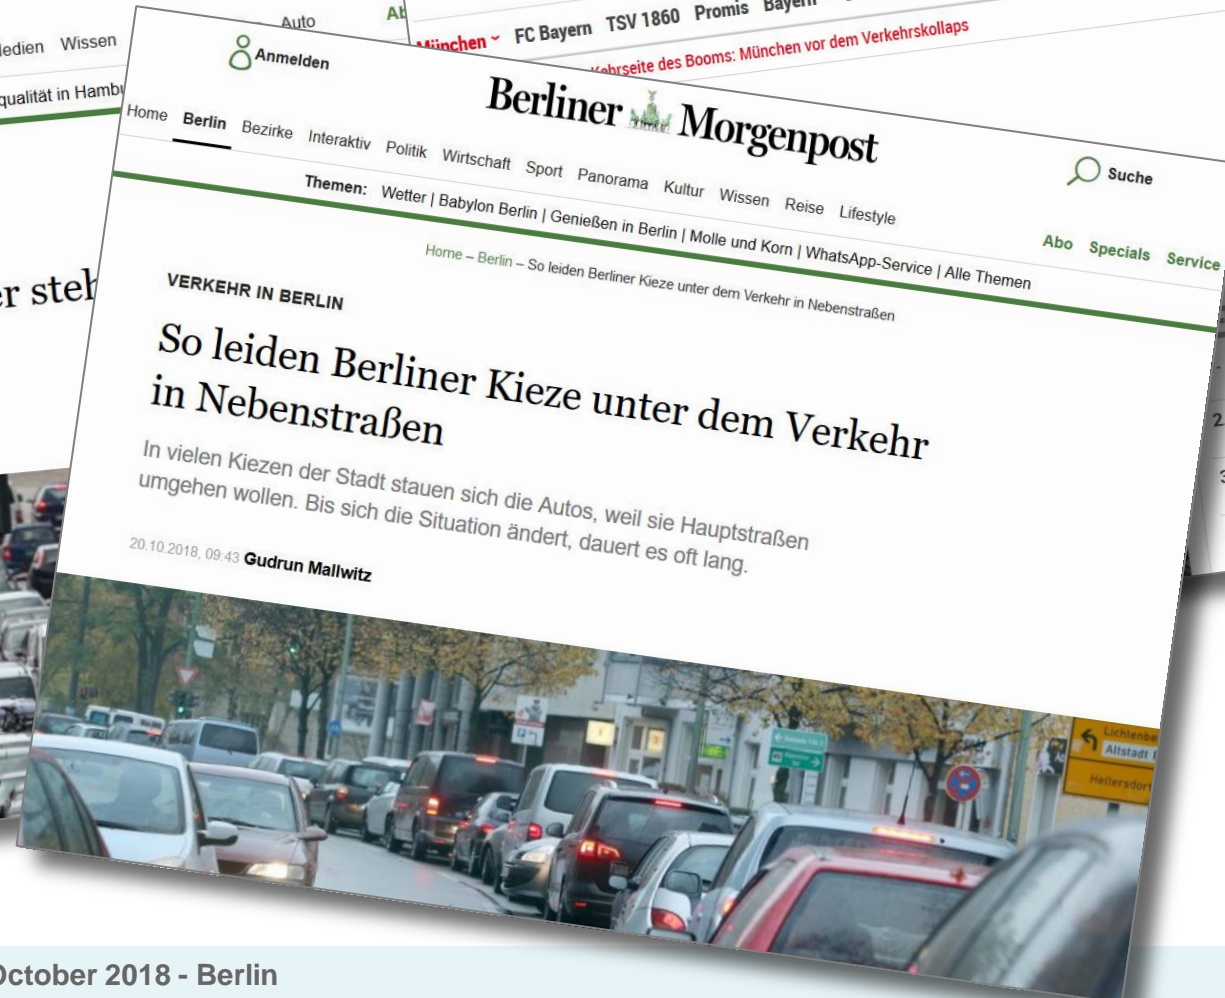 Auto
Medien Wissen
München FC Bayern TSV 1860 Promis Bayern
Kehrseite des Booms: München vor dem Verkehrskollaps
Anmelden
Berliner Morgenpost
Suche
Home Berlin Bezirke Interaktiv Politik Wirtschaft Sport Panorama Kultur Wissen Reise Lifestyle
Abo Specials Service
Themen: Wetter | Babylon Berlin | Genießen in Berlin | Molle und Korn | WhatsApp-Service | Alle Themen
Home – Berlin – So leiden Berliner Kieze unter dem Verkehr in Nebenstraßen
VERKEHR IN BERLIN
So leiden Berliner Kieze unter dem Verkehr
in Nebenstraßen
In vielen Kiezen der Stadt stauen sich die Autos, weil sie Hauptstraßen
umgehen wollen. Bis sich die Situation ändert, dauert es oft lang.
20.10.2018, 09:43 Gudrun Mallwitz
Altstadt
Hellersdorf
October 2018 - Berlin